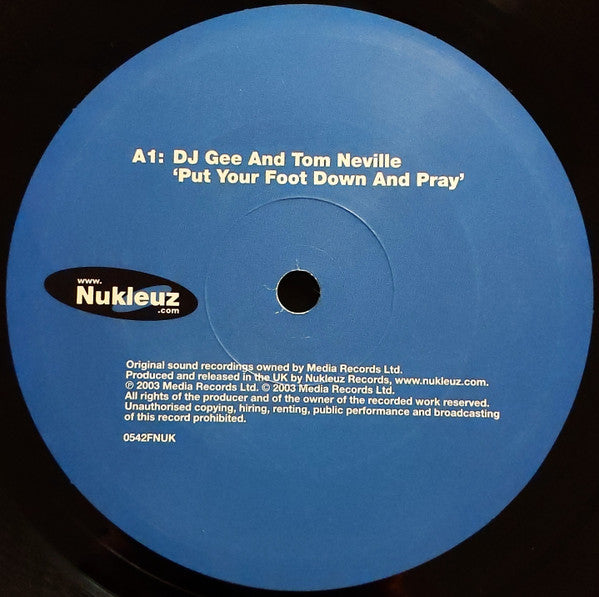 A1: DJ Gee And Tom Neville
‘Put Your Foot Down And Pray’
www.
Nukleuz
.com
Original sound recordings owned by Media Records Ltd.
Produced and released in the UK by Nukleuz Records, www.nukleuz.com.
℗ 2003 Media Records Ltd. © 2003 Media Records Ltd.
All rights of the producer and of the owner of the recorded work reserved.
Unauthorised copying, hiring, renting, public performance and broadcasting
of this record prohibited.
0542FNUK